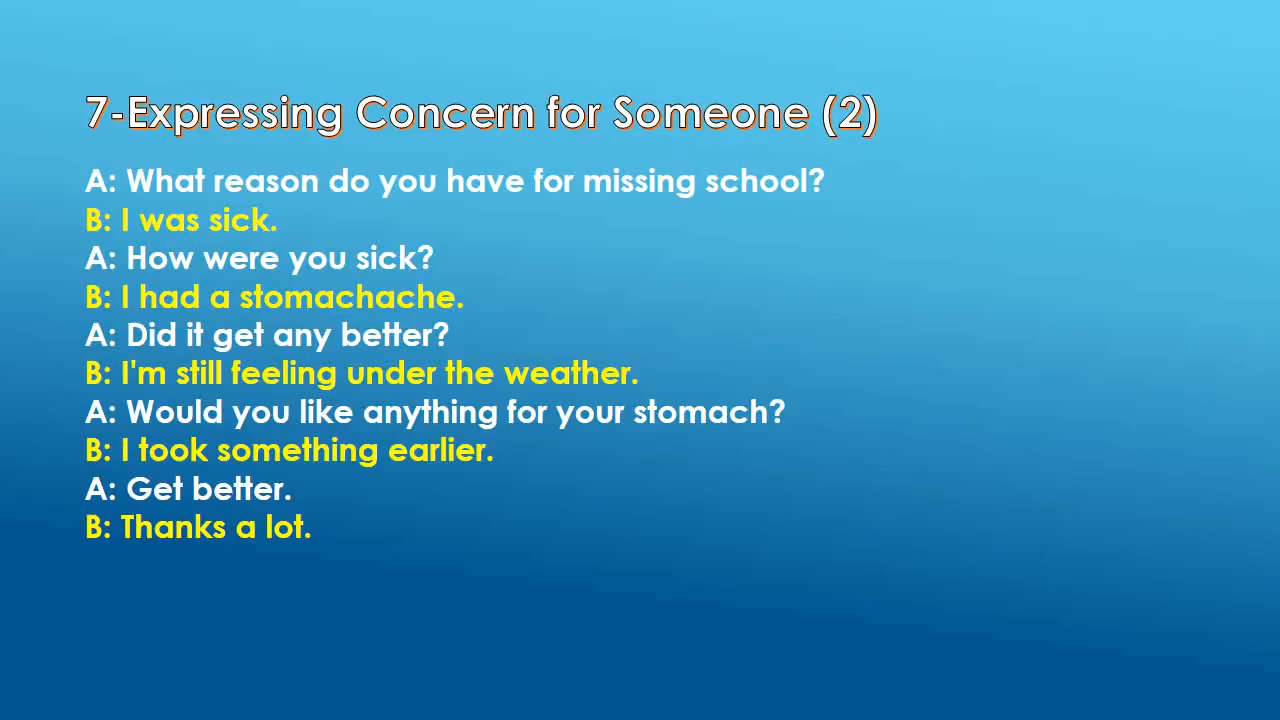 7-Expressing Concern for Someone (2)
A: What reason do you have for missing school?
B: I was sick.
A: How were you sick?
B: I had a stomachache.
A: Did it get any better?
B: I'm still feeling under the weather.
A: Would you like anything for your stomach?
B: I took something earlier.
A: Get better.
B: Thanks a lot.